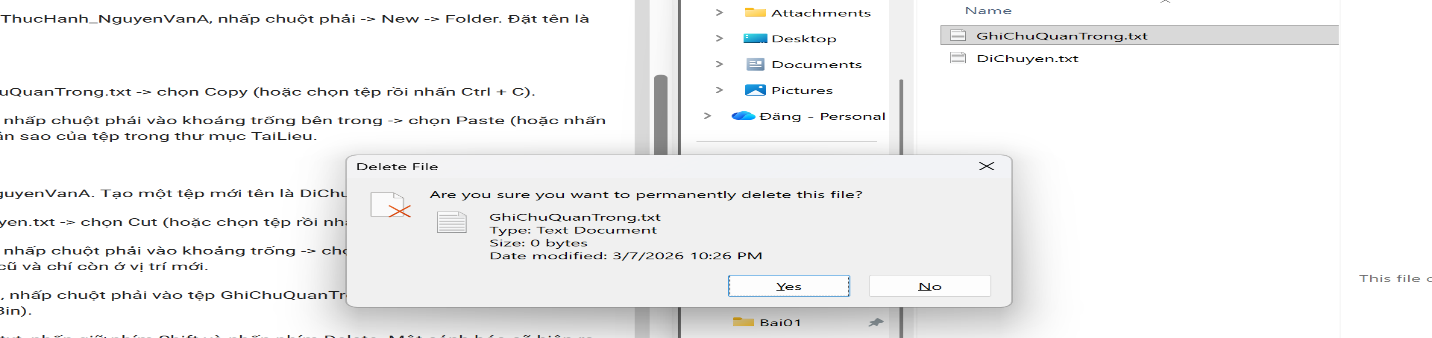 ThucHanh_NguyenVanA, nhấp chuột phải -> New -> Folder. Đặt tên là
uQuanTrong.txt -> chọn Copy (hoặc chọn tệp rồi nhấn Ctrl + C).
nhấp chuột phải vào khoảng trống bên trong -> chọn Paste (hoặc nhấn
ản sao của tệp trong thư mục TaiLieu.
guyenVanA. Tạo một tệp mới tên là DiChu
yen.txt -> chọn Cut (hoặc chọn tệp rồi nhấ
nhấp chuột phải vào khoảng trống -> chọ
cũ và chỉ còn ở vị trí mới.
, nhấp chuột phải vào tệp GhiChuQuanTr
Bin).
Attachments
Desktop
Documents
Pictures
Đăng - Personal
Bai01
Name
GhiChuQuanTrong.txt
DiChuyen.txt
This file c
Delete File
Are you sure you want to permanently delete this file?
GhiChuQuanTrong.txt
Type: Text Document
Size: 0 bytes
Date modified: 3/7/2026 10:26 PM
Yes
No